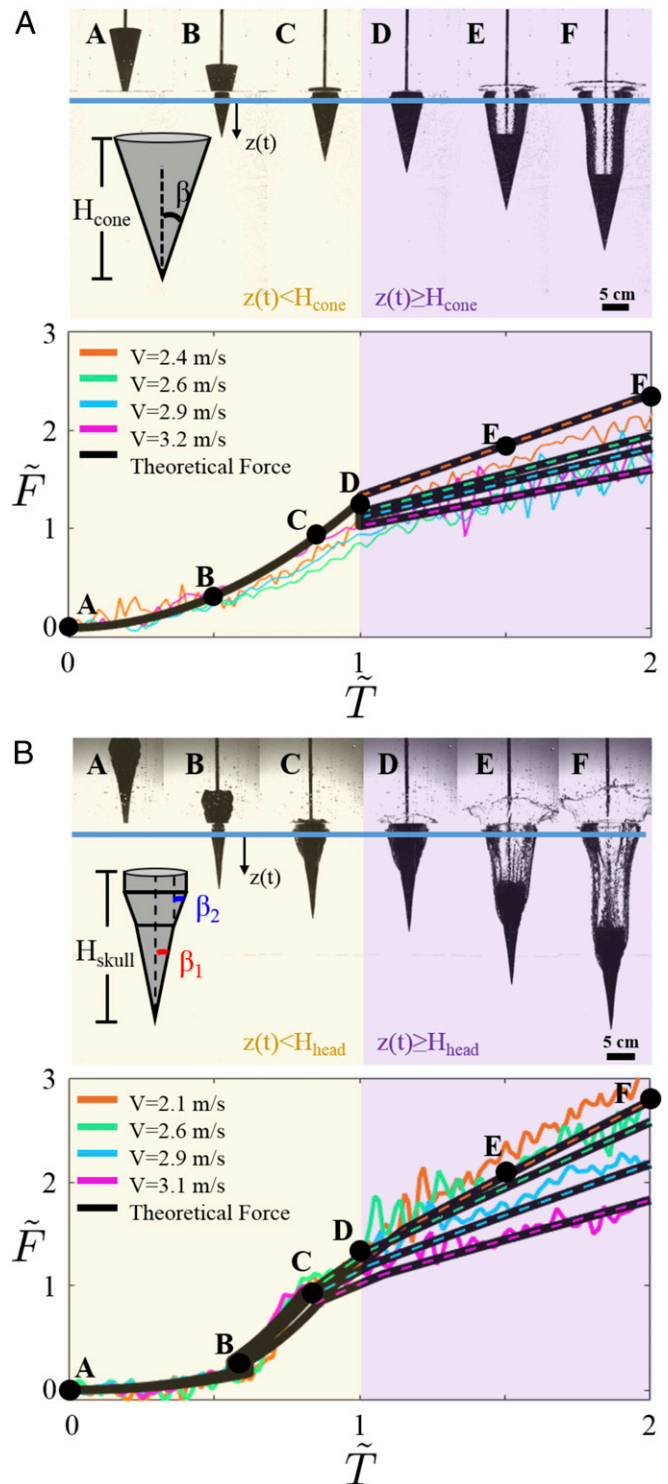 A
A B C D E F
z(t)
H_cone
β
z(t)<H_cone
z(t)≥H_cone
5 cm
3
2
1
0
F̃
V=2.4 m/s
V=2.6 m/s
V=2.9 m/s
V=3.2 m/s
Theoretical Force
A
B
C
D
E
F
0 1 2
T̃
B
A B C D E F
z(t)
H_skull
β₂
β₁
z(t)<H_head
z(t)≥H_head
5 cm
3
2
1
0
F̃
V=2.1 m/s
V=2.6 m/s
V=2.9 m/s
V=3.1 m/s
Theoretical Force
A
B
C
D
E
F
0 1 2
T̃